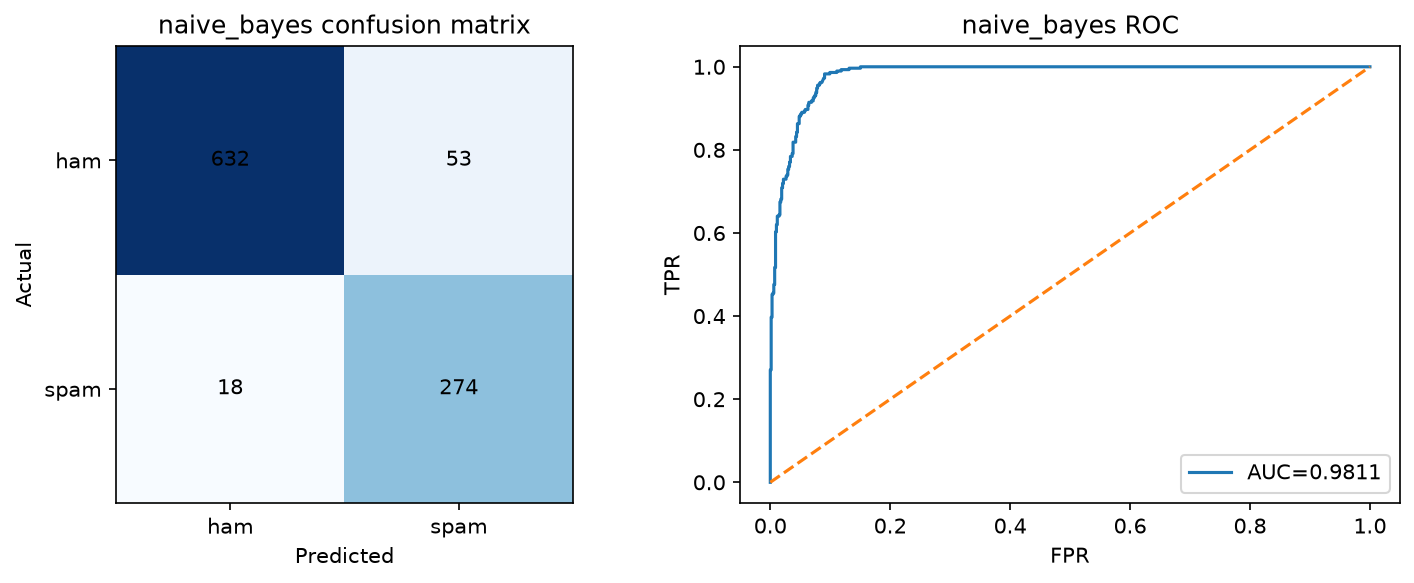 naive_bayes confusion matrix
Actual
ham
632
53
spam
18
274
ham
spam
Predicted
naive_bayes ROC
TPR
1.0
0.8
0.6
0.4
0.2
0.0
AUC=0.9811
0.0
0.2
0.4
0.6
0.8
1.0
FPR